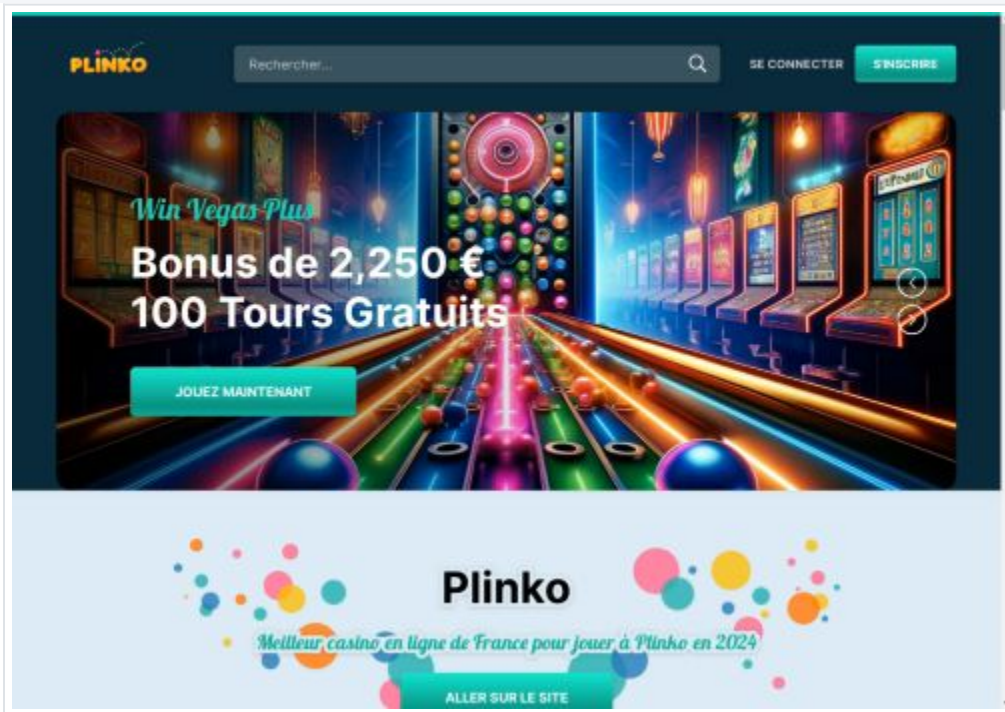 PLINKO
Rechercher...
SE CONNECTER
S'INSCRIRE
Win Vegas Plus
Bonus de 2,250 €
100 Tours Gratuits
JOUEZ MAINTENANT
Plinko
Meilleur casino en ligne de France pour jouer à Plinko en 2024
ALLER SUR LE SITE